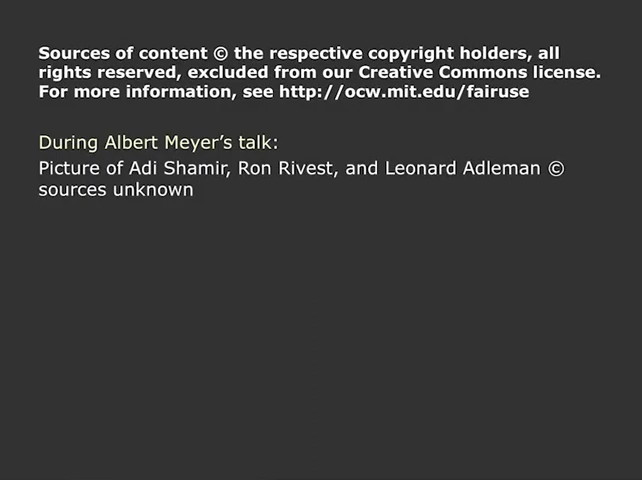 Sources of content © the respective copyright holders, all
rights reserved, excluded from our Creative Commons license.
For more information, see http://ocw.mit.edu/fairuse
During Albert Meyer’s talk:
Picture of Adi Shamir, Ron Rivest, and Leonard Adleman ©
sources unknown